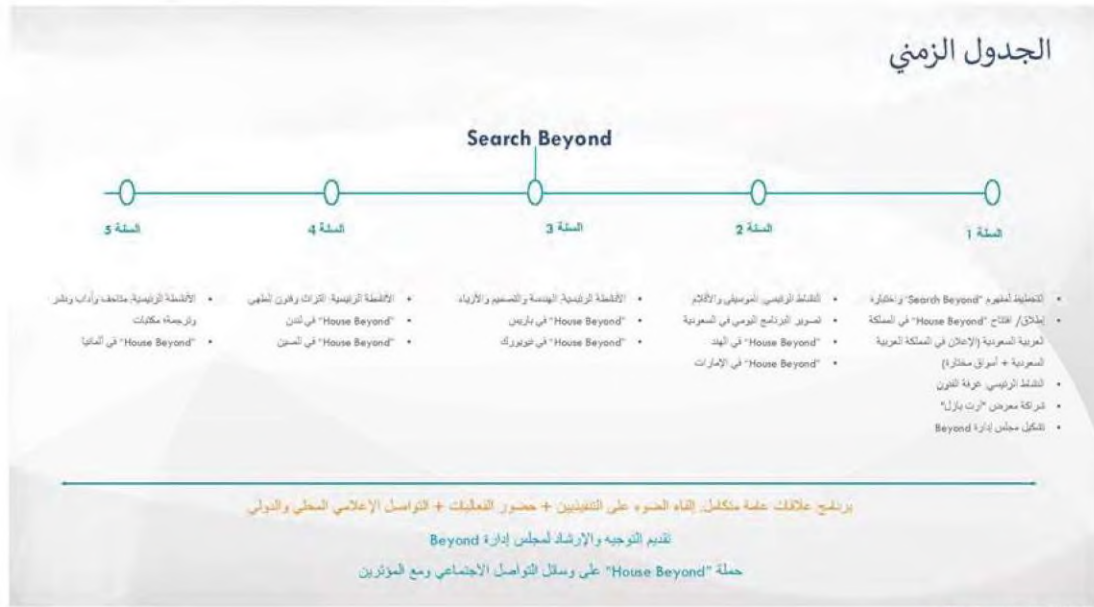 الجدول الزمني
Search Beyond
السنة 1
السنة 2
السنة 3
السنة 4
السنة 5
• التخطيط لمفهوم "Search Beyond" واختباره
• إطلاق/ افتتاح "House Beyond" في المملكة
العربية السعودية (الإعلان في المملكة العربية
السعودية + أسواق مختارة)
• النشاط الرئيسي: غرفة الفنون
• شراكة معرض "آرت بازل"
• تشكيل مجلس إدارة Beyond
• النشاط الرئيسي: الموسيقى والأفلام
• تصوير البرنامج اليومي في السعودية
• "House Beyond" في الهند
• "House Beyond" في الإمارات
• الأنشطة الرئيسية: الهندسة والتصميم والأزياء
• "House Beyond" في باريس
• "House Beyond" في نيويورك
• الأنشطة الرئيسية: التراث وفنون الطهي
• "House Beyond" في لندن
• "House Beyond" في الصين
• الأنشطة الرئيسية: متاحف وآداب ونشر
وترجمة؛ مكتبات
• "House Beyond" في ألمانيا
برنامج علاقات عامة متكامل: إلقاء الضوء على التنفيذيين + حضور الفعاليات + التواصل الإعلامي المحلي والدولي
تقديم التوجيه والإرشاد لمجلس إدارة Beyond
حملة "House Beyond" على وسائل التواصل الاجتماعي ومع المؤثرين